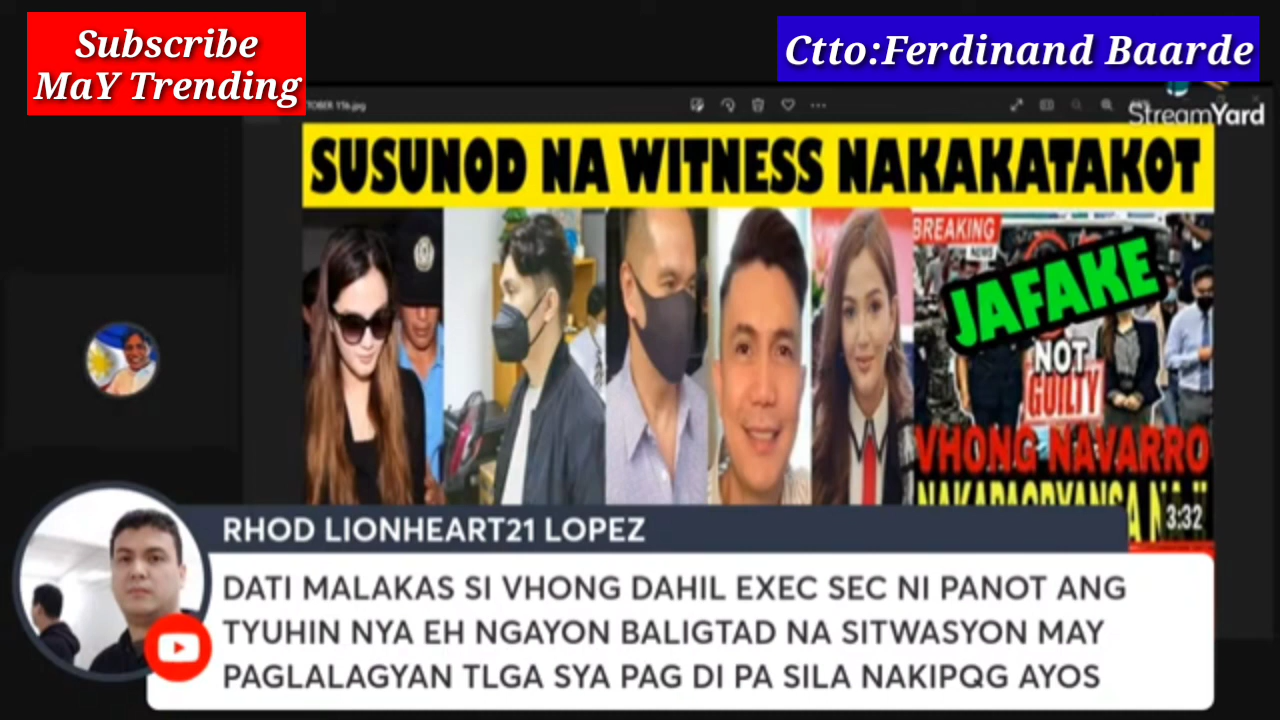 Subscribe
MaY Trending
Ctto:Ferdinand Baarde
StreamYard
SUSUNOD NA WITNESS NAKAKATAKOT
BREAKING
NEWS
JAFAKE
NOT
GUILTY
VHONG NAVARRO
3:32
RHOD LIONHEART21 LOPEZ
DATI MALAKAS SI VHONG DAHIL EXEC SEC NI PANOT ANG
TYUHIN NYA EH NGAYON BALIGTAD NA SITWASYON MAY
PAGLALAGYAN TLGA SYA PAG DI PA SILA NAKIPQG AYOS